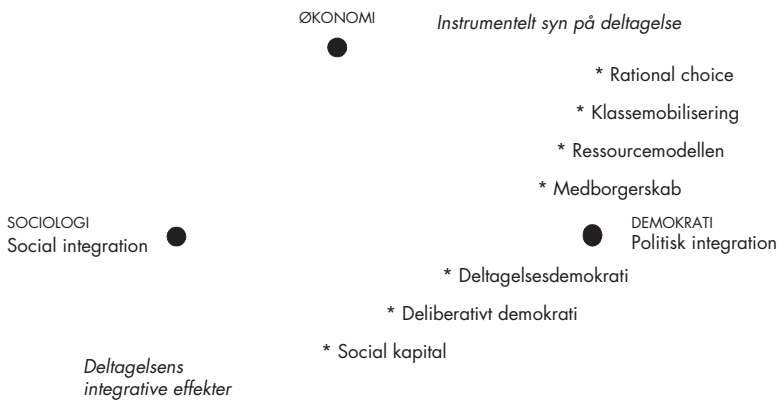 ØKONOMI
Instrumentelt syn på deltagelse
* Rational choice
* Klassemobilisering
* Ressourcemodellen
* Medborgerskab
SOCIOLOGI
Social integration
DEMOKRATI
Politisk integration
* Deltagelsesdemokrati
* Deliberativt demokrati
* Social kapital
Deltagelsens
integrative effekter